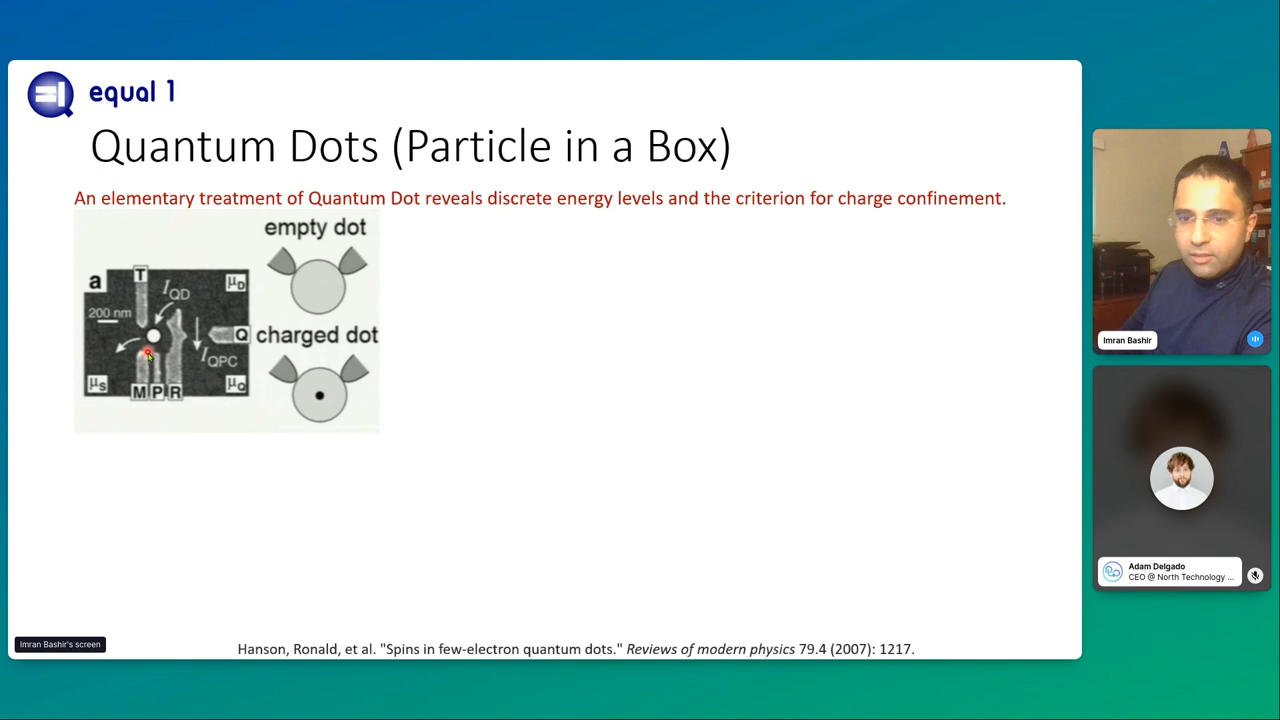 equal 1
Quantum Dots (Particle in a Box)
An elementary treatment of Quantum Dot reveals discrete energy levels and the criterion for charge confinement.
empty dot
a
T
I_QD
μ_D
200 nm
Q
charged dot
I_QPC
μ_S
M P R
μ_Q
Imran Bashir
Adam Delgado
CEO @ North Technology ...
Imran Bashir's screen
Hanson, Ronald, et al. "Spins in few-electron quantum dots." Reviews of modern physics 79.4 (2007): 1217.